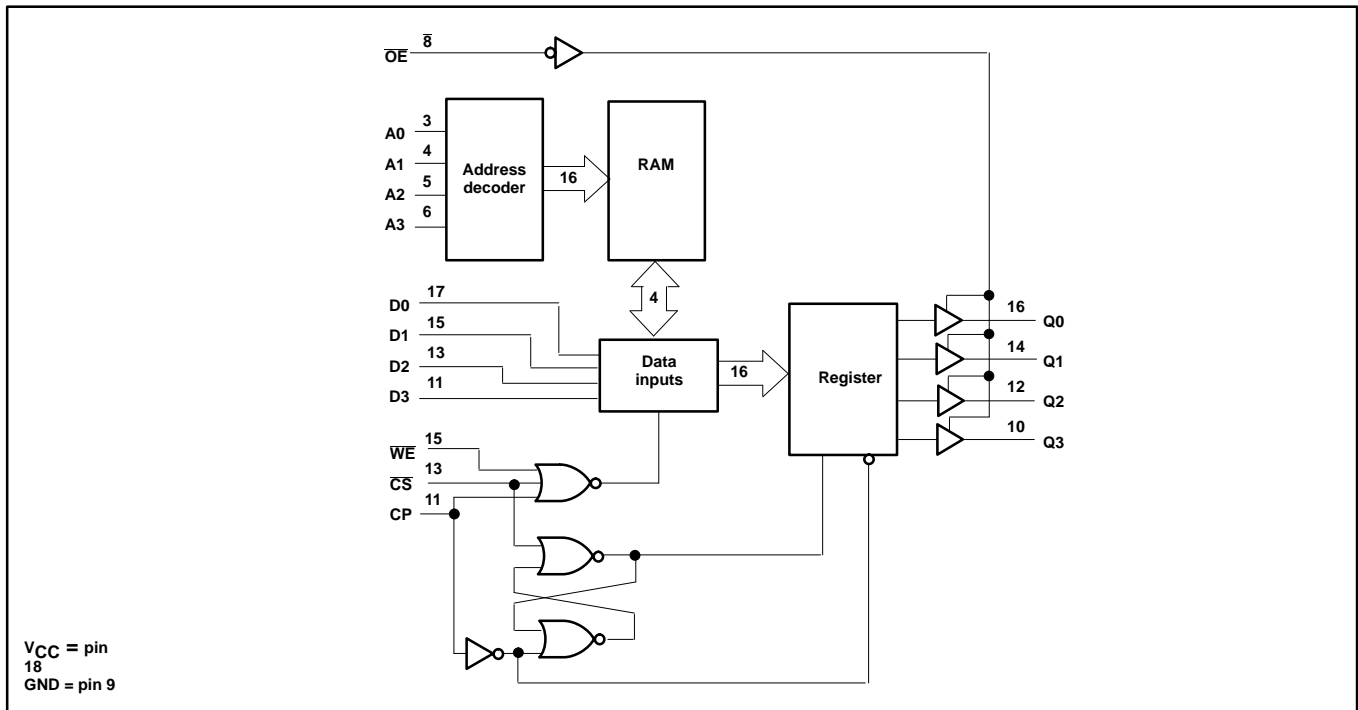 OE 8
A0 3
A1 4
A2 5
A3 6
Address
decoder
16
RAM
4
D0 17
D1 15
D2 13
D3 11
Data
inputs
16
Register
16 Q0
14 Q1
12 Q2
10 Q3
WE 15
CS 13
CP 11
VCC = pin
18
GND = pin 9